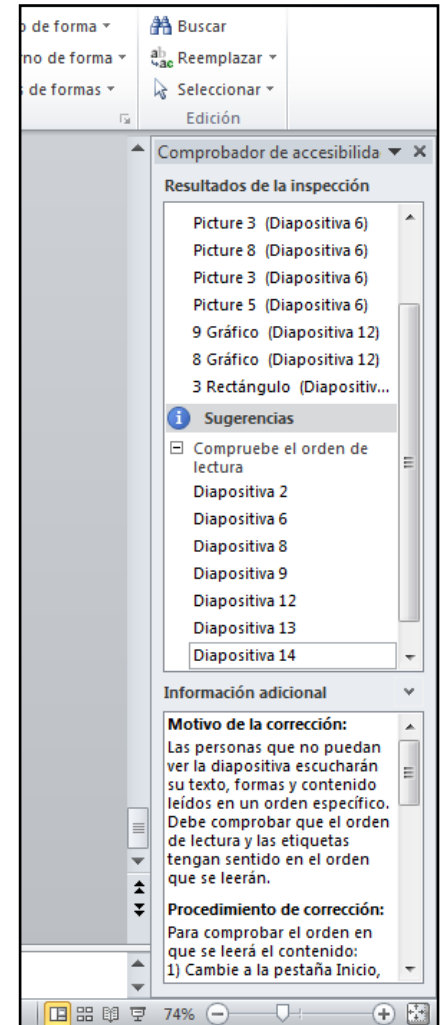 o de forma
Buscar
no de forma
Reemplazar
s de formas
Seleccionar
Edición
Comprobador de accesibilida
Resultados de la inspección
Picture 3 (Diapositiva 6)
Picture 8 (Diapositiva 6)
Picture 3 (Diapositiva 6)
Picture 5 (Diapositiva 6)
9 Gráfico (Diapositiva 12)
8 Gráfico (Diapositiva 12)
3 Rectángulo (Diapositiv...
Sugerencias
Compruebe el orden de
lectura
Diapositiva 2
Diapositiva 6
Diapositiva 8
Diapositiva 9
Diapositiva 12
Diapositiva 13
Diapositiva 14
Información adicional
Motivo de la corrección:
Las personas que no puedan
ver la diapositiva escucharán
su texto, formas y contenido
leídos en un orden específico.
Debe comprobar que el orden
de lectura y las etiquetas
tengan sentido en el orden
que se leerán.
Procedimiento de corrección:
Para comprobar el orden en
que se leerá el contenido:
1) Cambie a la pestaña Inicio,
74%